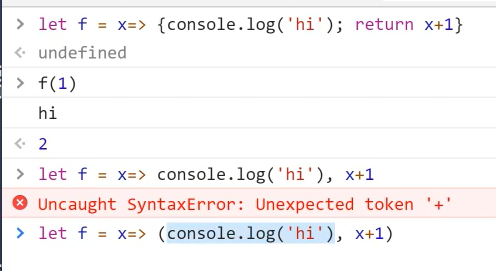 > let f = x=> {console.log('hi'); return x+1}
undefined
> f(1)
hi
2
> let f = x=> console.log('hi'), x+1
Uncaught SyntaxError: Unexpected token '+'
> let f = x=> (console.log('hi'), x+1)